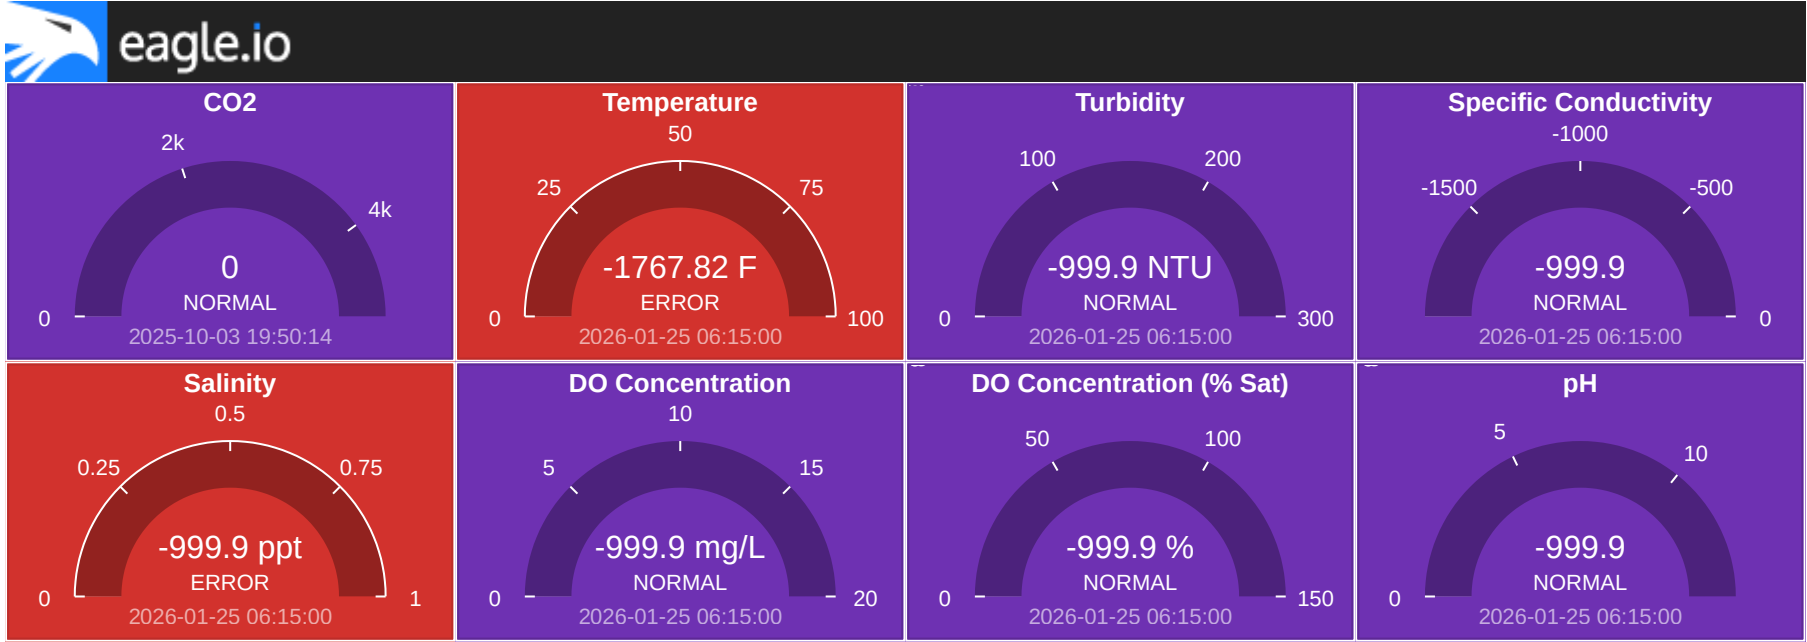 eagle.io
CO2
2k
4k
0
0
NORMAL
2025-10-03 19:50:14
Temperature
50
25
75
-1767.82 F
ERROR
0
100
2026-01-25 06:15:00
Turbidity
100
200
-999.9 NTU
NORMAL
0
300
2026-01-25 06:15:00
Specific Conductivity
-1000
-1500
-500
-999.9
NORMAL
0
2026-01-25 06:15:00
Salinity
0.5
0.25
0.75
-999.9 ppt
ERROR
0
1
2026-01-25 06:15:00
DO Concentration
10
5
15
-999.9 mg/L
NORMAL
0
20
2026-01-25 06:15:00
DO Concentration (% Sat)
50
100
-999.9 %
NORMAL
0
150
2026-01-25 06:15:00
pH
5
10
-999.9
NORMAL
0
2026-01-25 06:15:00